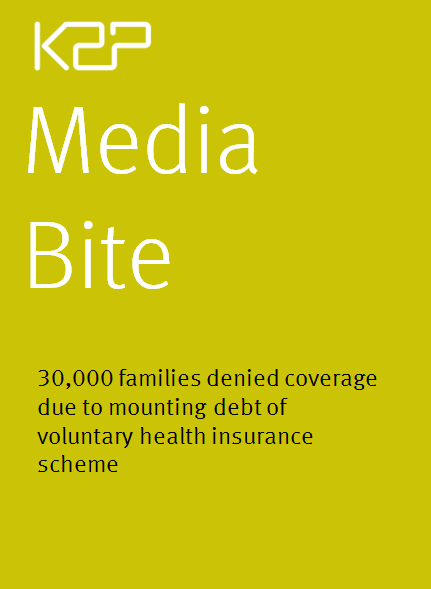 K2P
Media
Bite
30,000 families denied coverage
due to mounting debt of
voluntary health insurance
scheme